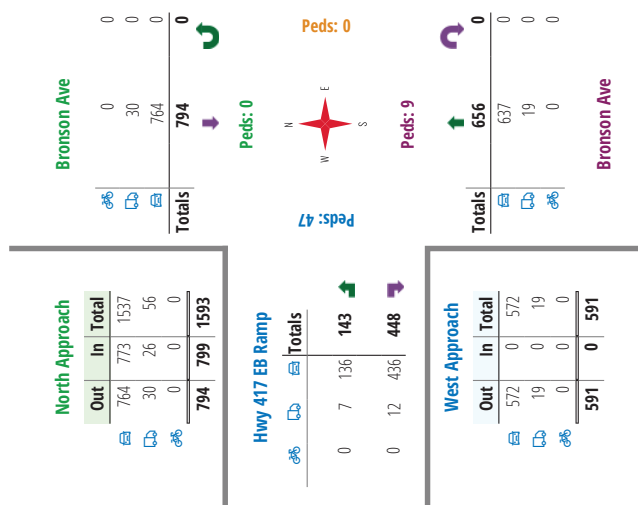 Bronson Ave
0 0
30 0
764 0
Totals 794 0
Peds: 0
Peds: 0
N
E
S
W
Peds: 9
Peds: 47
Totals 656 0
637 0
19 0
0 0
Bronson Ave
North Approach
Out In Total
764 773 1537
30 26 56
0 0 0
794 799 1593
Hwy 417 EB Ramp
Totals
0 7 136 143
0 12 436 448
West Approach
Out In Total
572 0 572
19 0 19
0 0 0
591 0 591